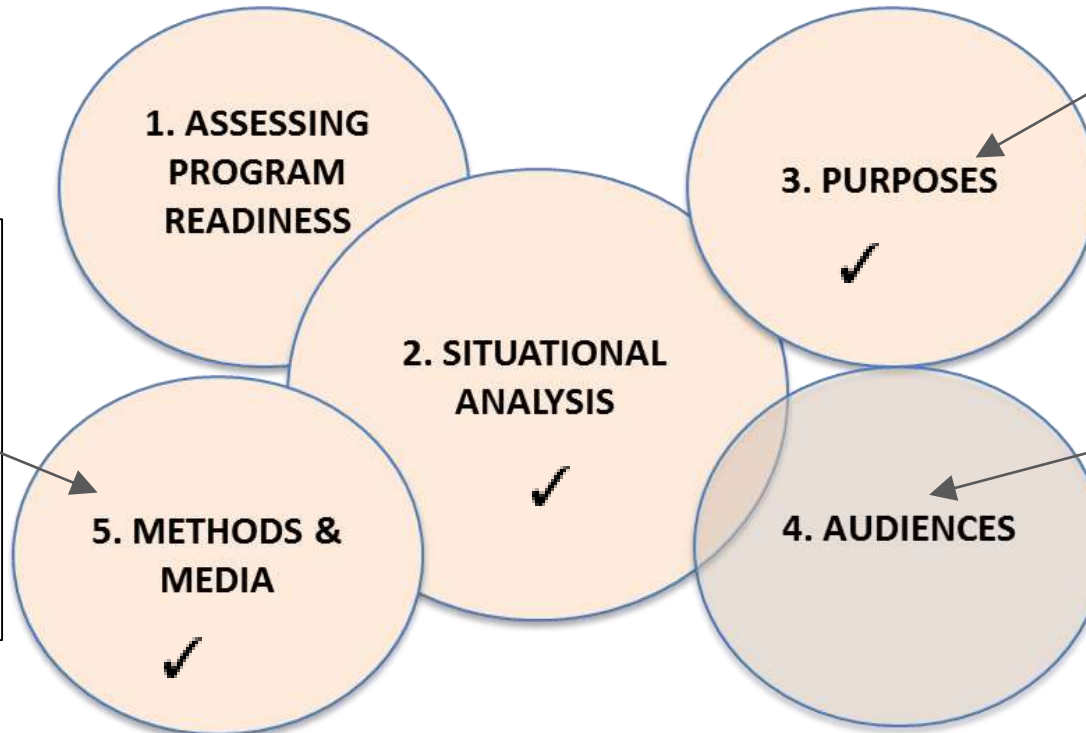 1. ASSESSING
PROGRAM
READINESS
2. SITUATIONAL
ANALYSIS
✓
3. PURPOSES
✓
4. AUDIENCES
5. METHODS &
MEDIA
✓